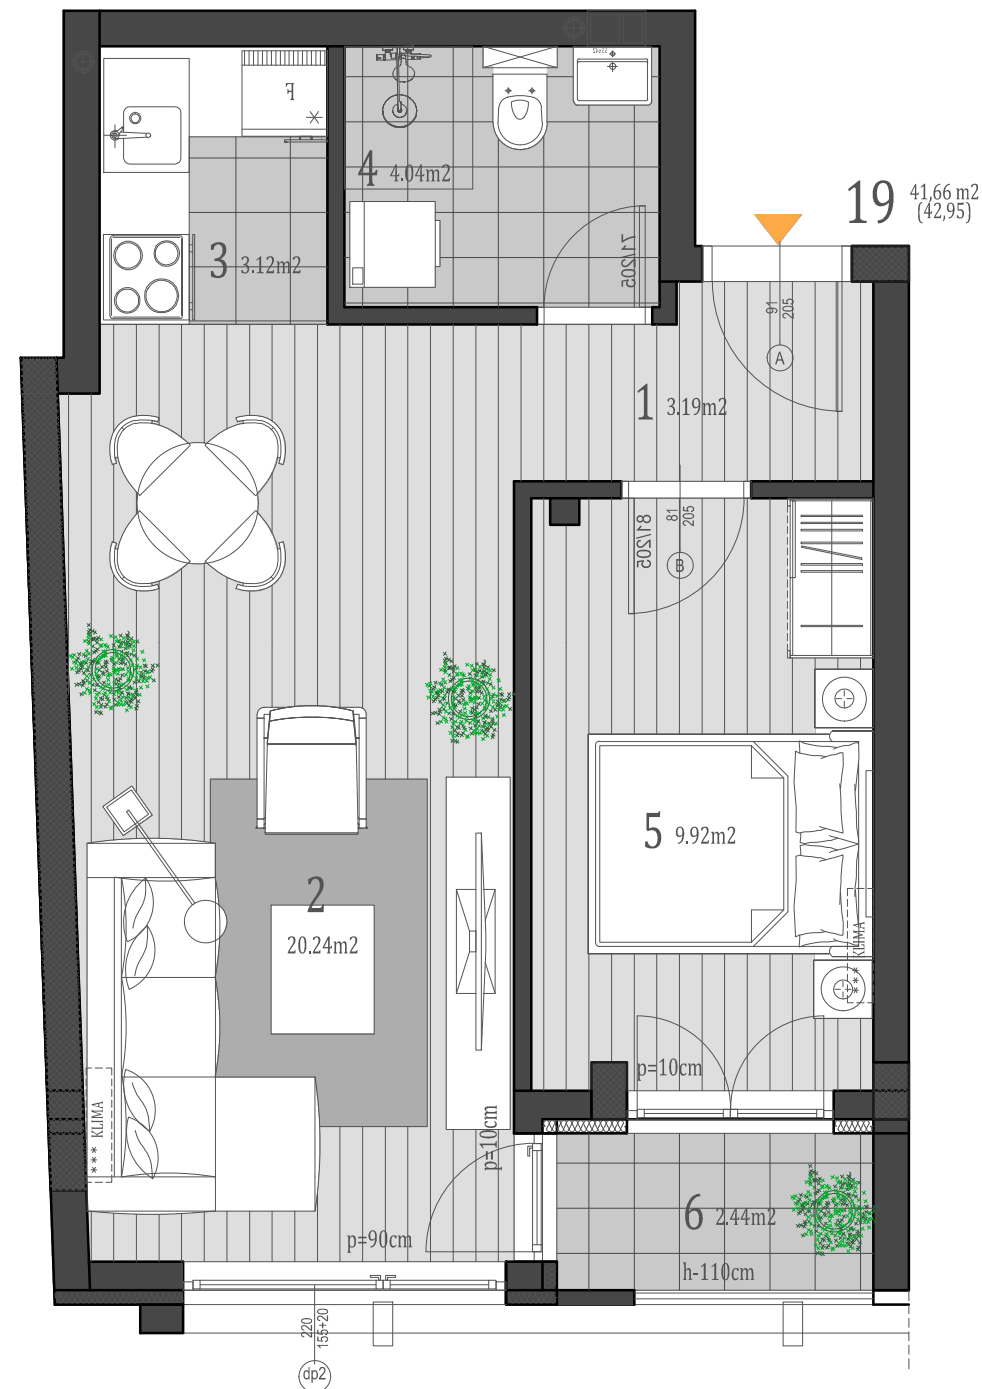 19 41,66 m2
(42,95)
F
4 4.04m2
3 3.12m2
71/205
91
205
A
1 3.19m2
81/205
81
205
B
5 9.92m2
2
20.24m2
KLIMA
***
p=10cm
KLIMA
***
p=10cm
6 2.44m2
p=90cm
h-110cm
220
155+20
dp2